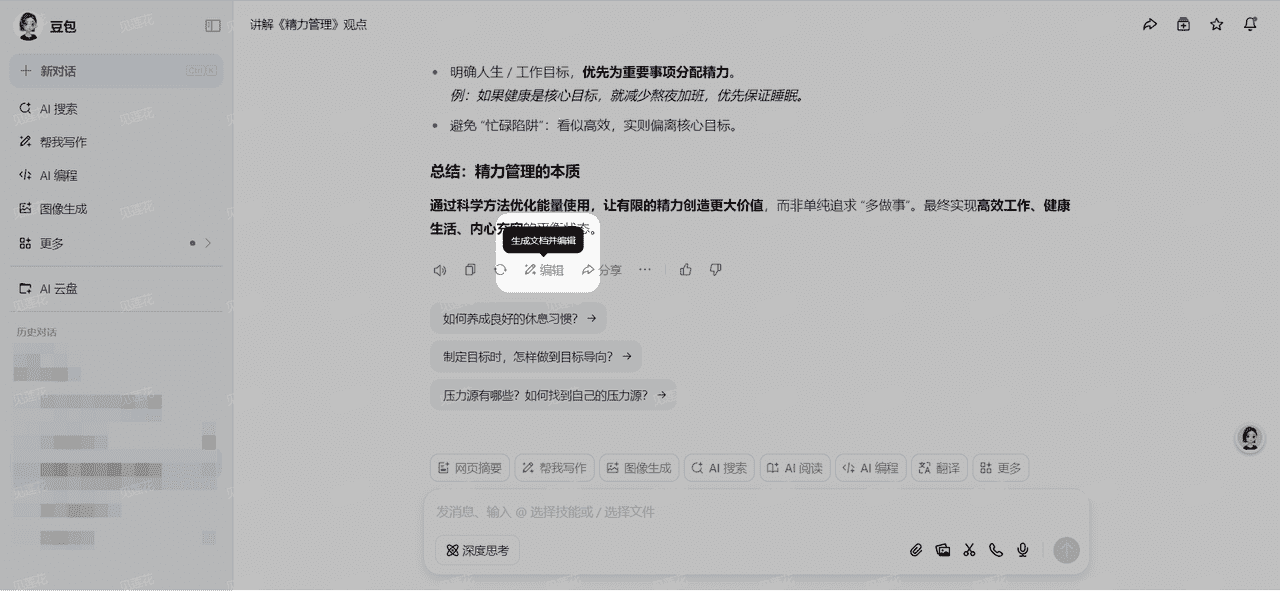 豆包
讲解《精力管理》观点
新对话
AI 搜索
帮我写作
AI 编程
图像生成
更多
AI 云盘
历史对话
• 明确人生 / 工作目标，优先为重要事项分配精力。
例：如果健康是核心目标，就减少熬夜加班，优先保证睡眠。
• 避免 “忙碌陷阱”：看似高效，实则偏离核心目标。
总结：精力管理的本质
通过科学方法优化能量使用，让有限的精力创造更大价值，而非单纯追求 “多做事”。最终实现高效工作、健康
生活、内心充实的平衡状态。
生成文档并编辑
编辑
分享
如何养成良好的休息习惯？ →
制定目标时，怎样做到目标导向？ →
压力源有哪些？如何找到自己的压力源？ →
网页摘要
帮我写作
图像生成
AI 搜索
AI 阅读
AI 编程
翻译
更多
发消息、输入 @ 选择技能或 / 选择文件
深度思考